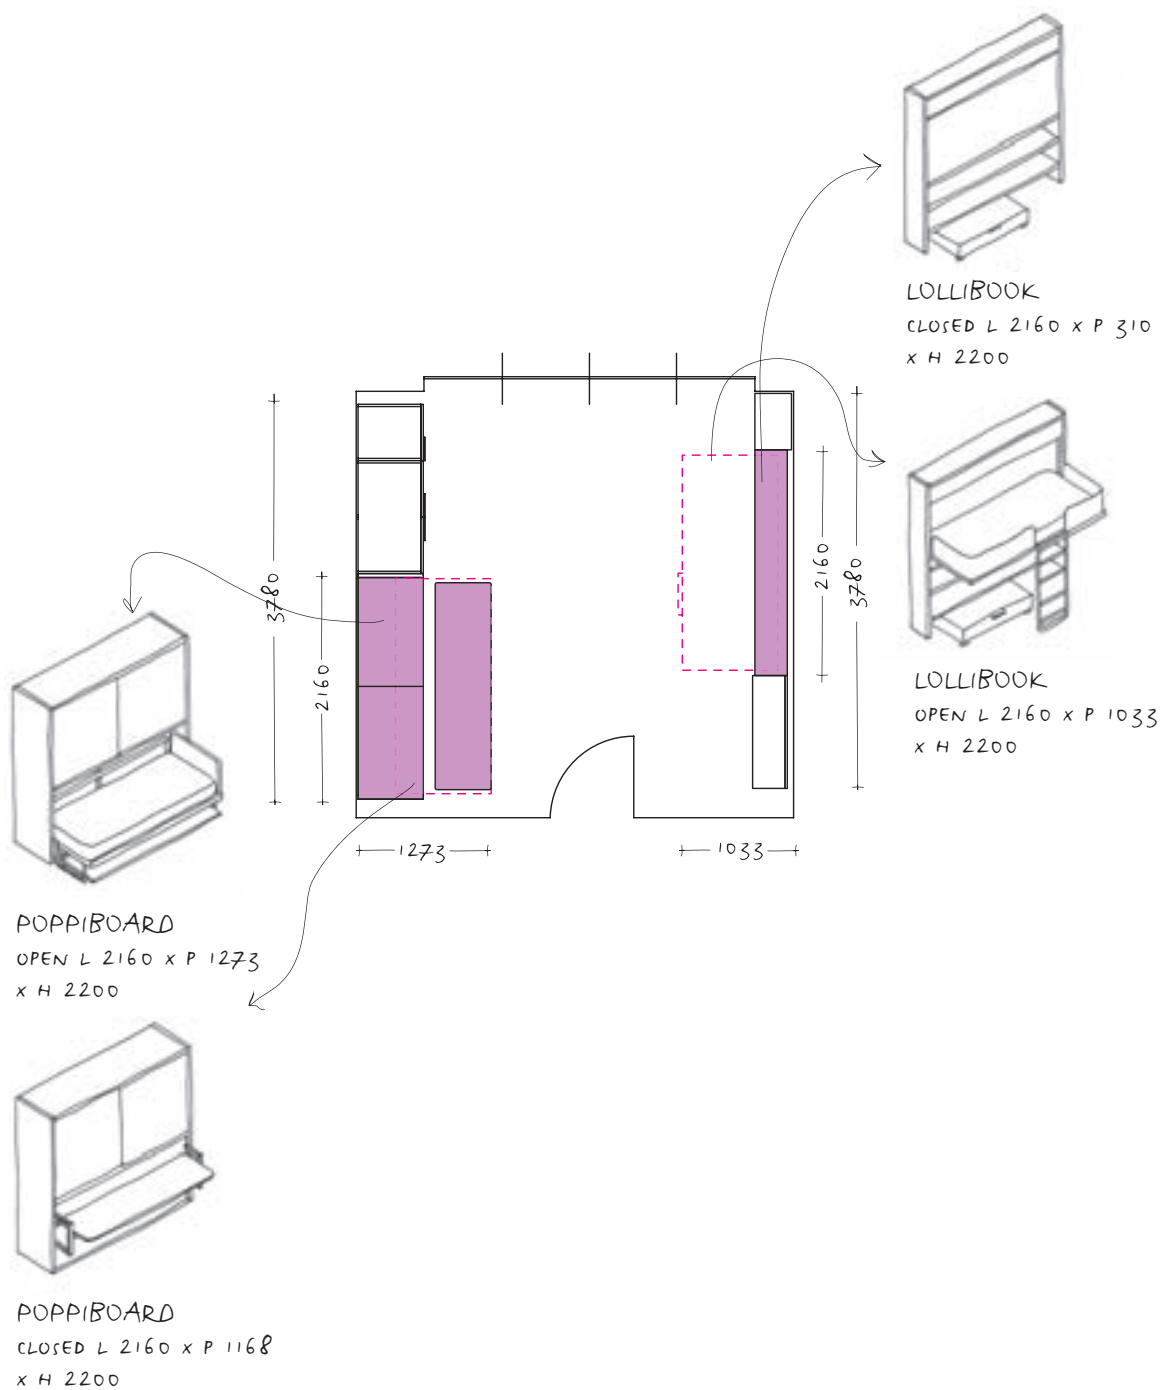 LOLLIBOOK
CLOSED L 2160 x P 310
x H 2200
LOLLIBOOK
OPEN L 2160 x P 1033
x H 2200
3780
2160
2160
3780
1273
1033
POPPIBOARD
OPEN L 2160 x P 1273
x H 2200
POPPIBOARD
CLOSED L 2160 x P 1168
x H 2200